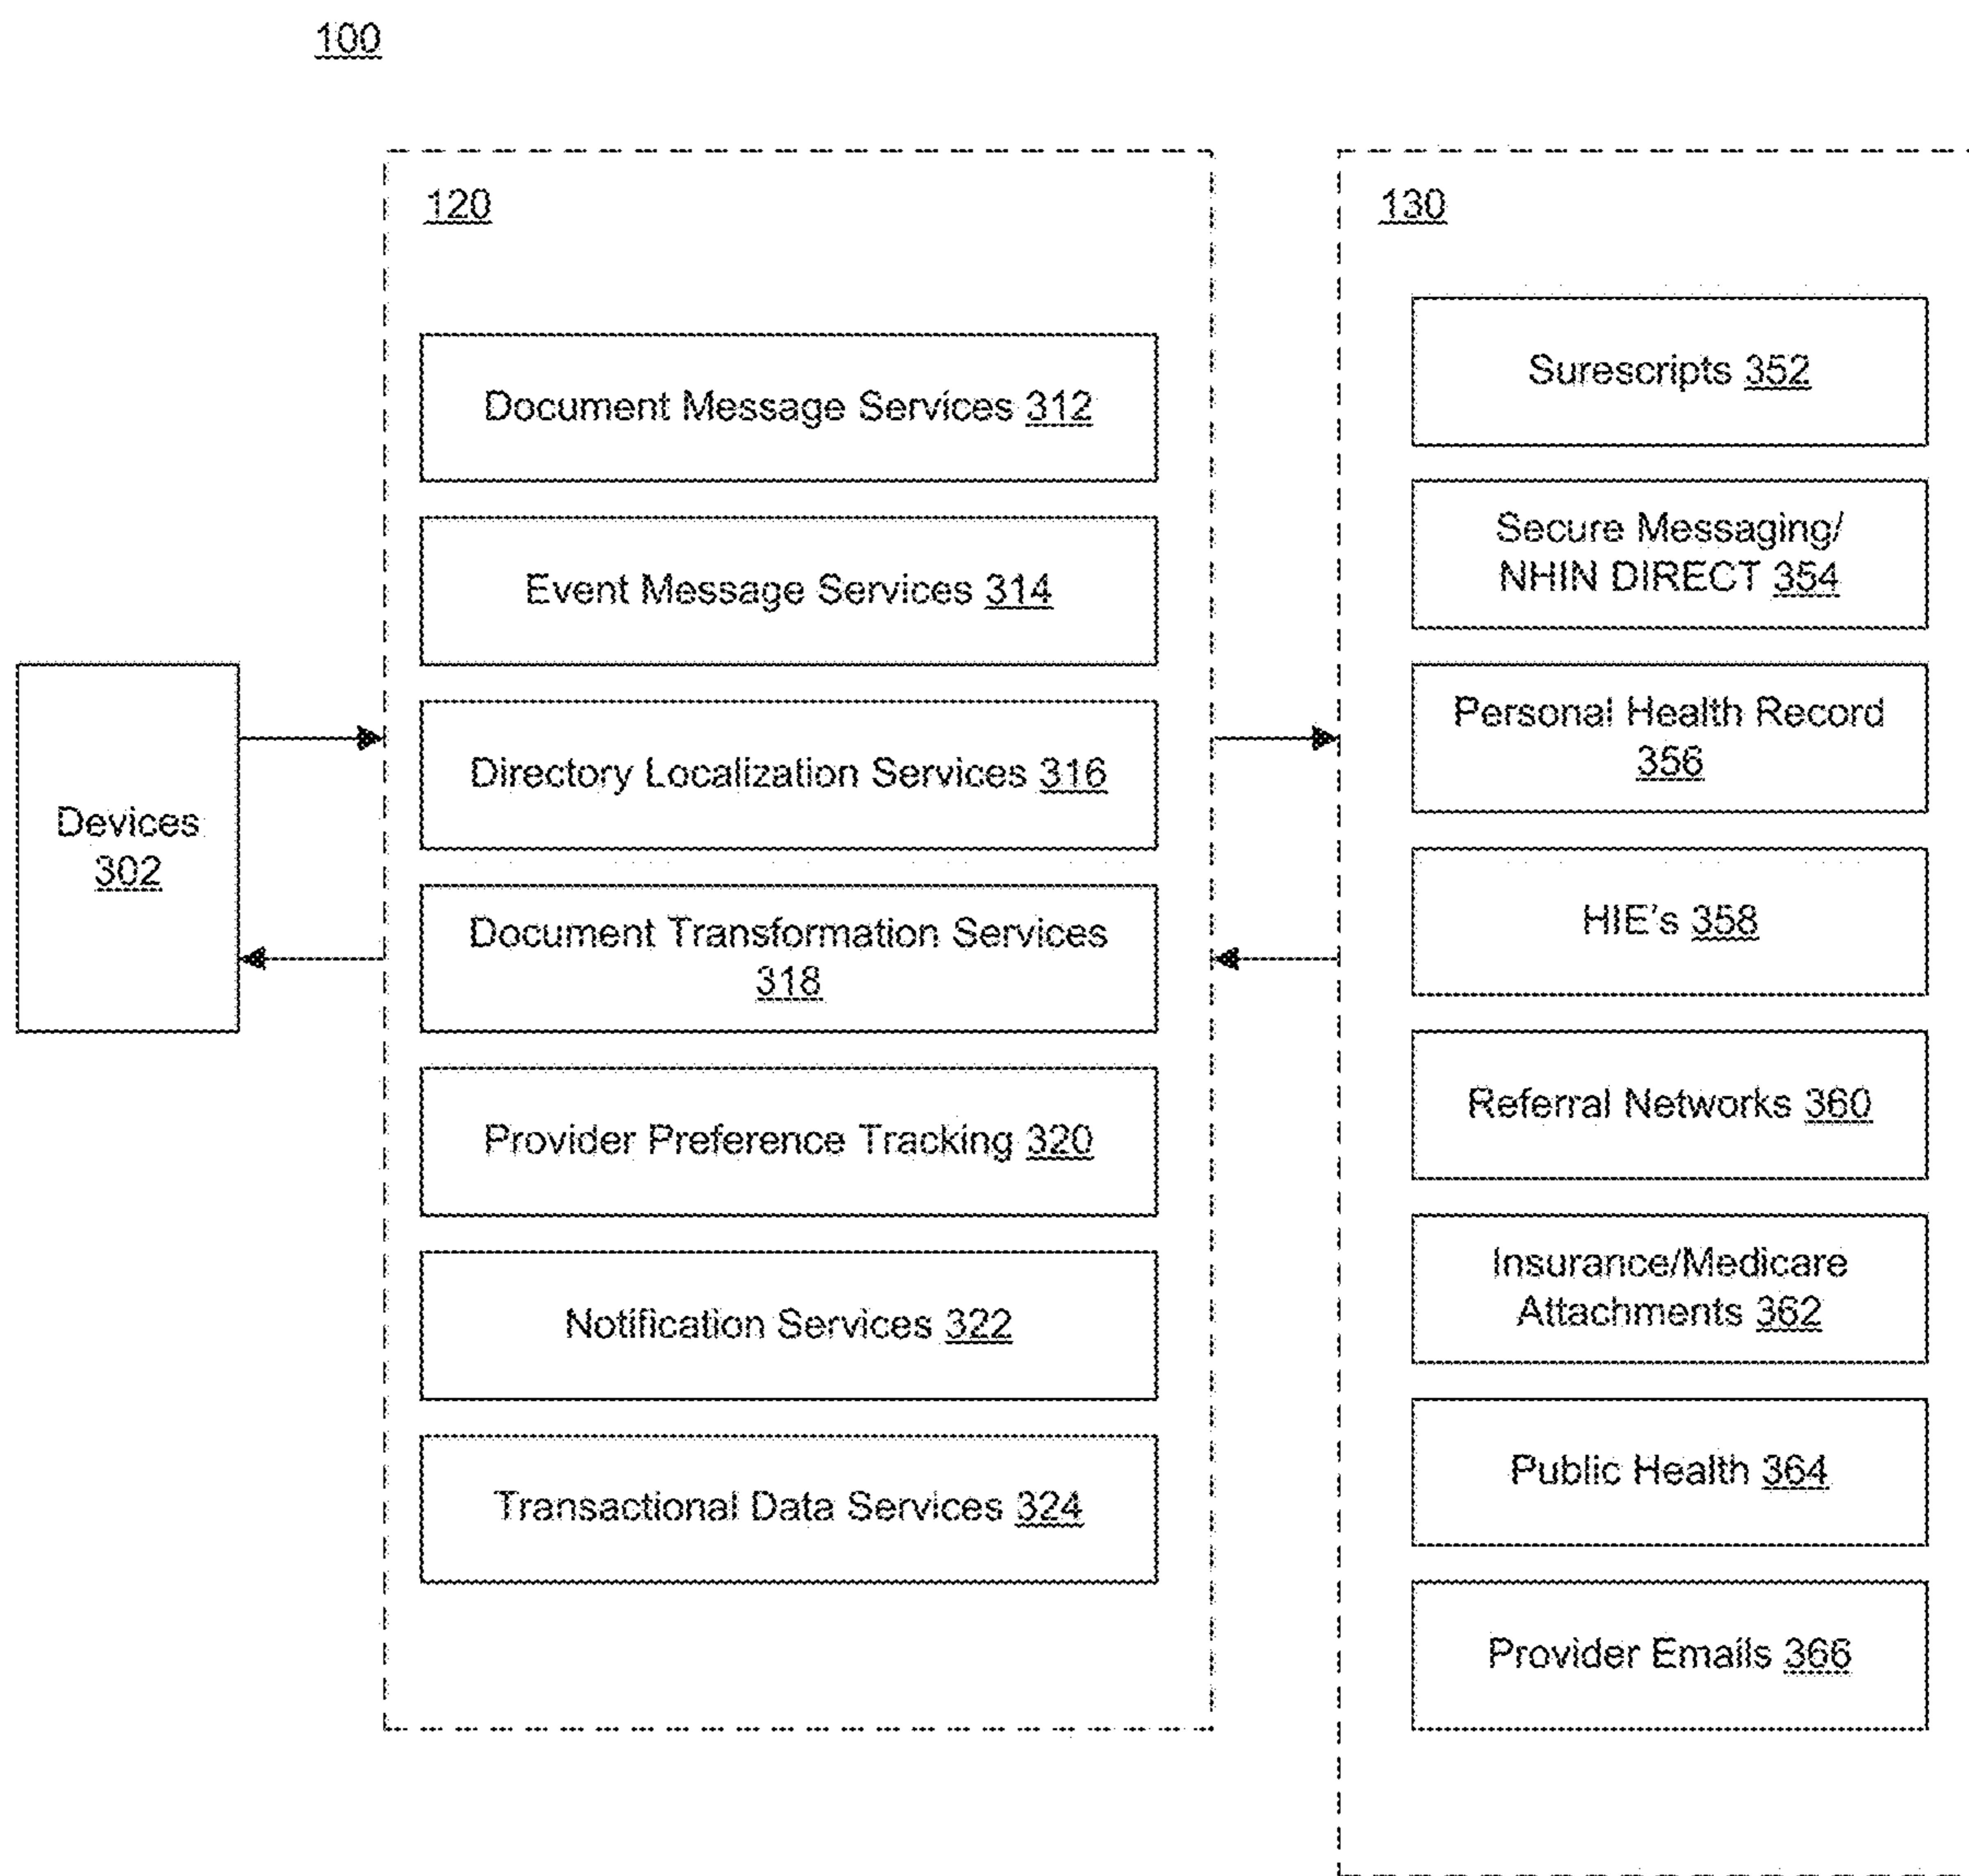 100
120
130
Document Message Services 312
Event Message Services 314
Directory Localization Services 316
Document Transformation Services
318
Provider Preference Tracking 320
Notification Services 322
Transactional Data Services 324
Devices
302
Surescripts 352
Secure Messaging/
NHIN DIRECT 354
Personal Health Record
356
HIE's 358
Referral Networks 360
Insurance/Medicare
Attachments 362
Public Health 364
Provider Emails 366